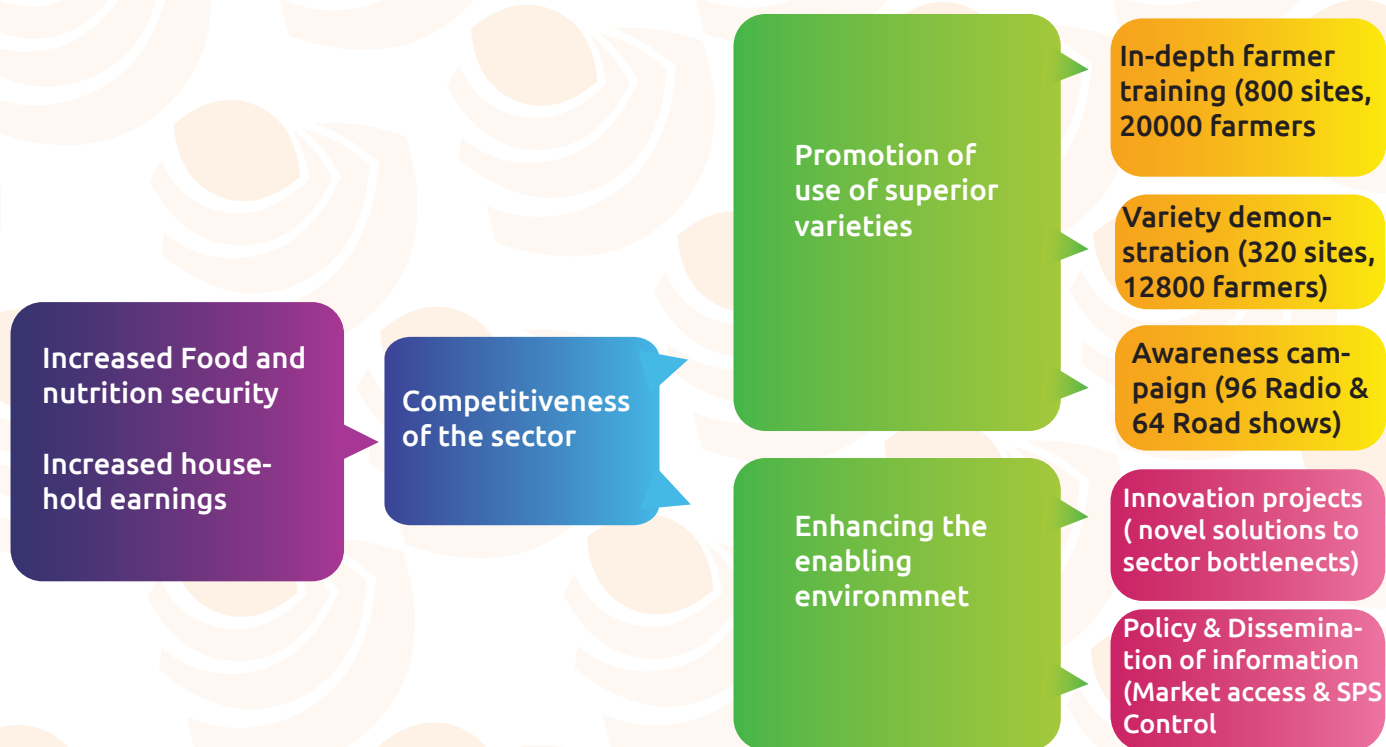 Increased Food and
nutrition security
Increased house-
hold earnings
Competitiveness
of the sector
Promotion of
use of superior
varieties
Enhancing the
enabling
environmnet
In-depth farmer
training (800 sites,
20000 farmers
Variety demon-
stration (320 sites,
12800 farmers)
Awareness cam-
paign (96 Radio &
64 Road shows)
Innovation projects
( novel solutions to
sector bottlenects)
Policy & Dissemina-
tion of information
(Market access & SPS
Control